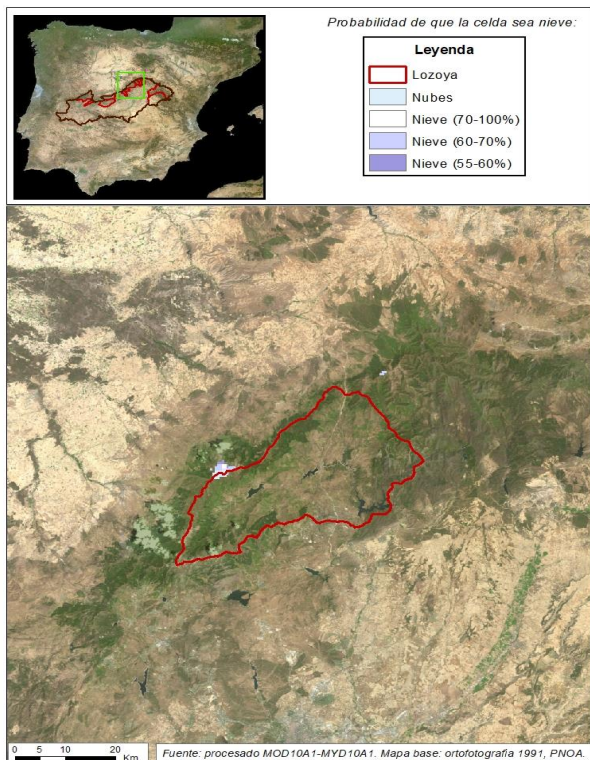 Probabilidad de que la celda sea nieve:
Leyenda
Lozoya
Nubes
Nieve (70-100%)
Nieve (60-70%)
Nieve (55-60%)
0 5 10 20
Km
Fuente: procesado MOD10A1-MYD10A1. Mapa base: ortofotografía 1991, PNOA.